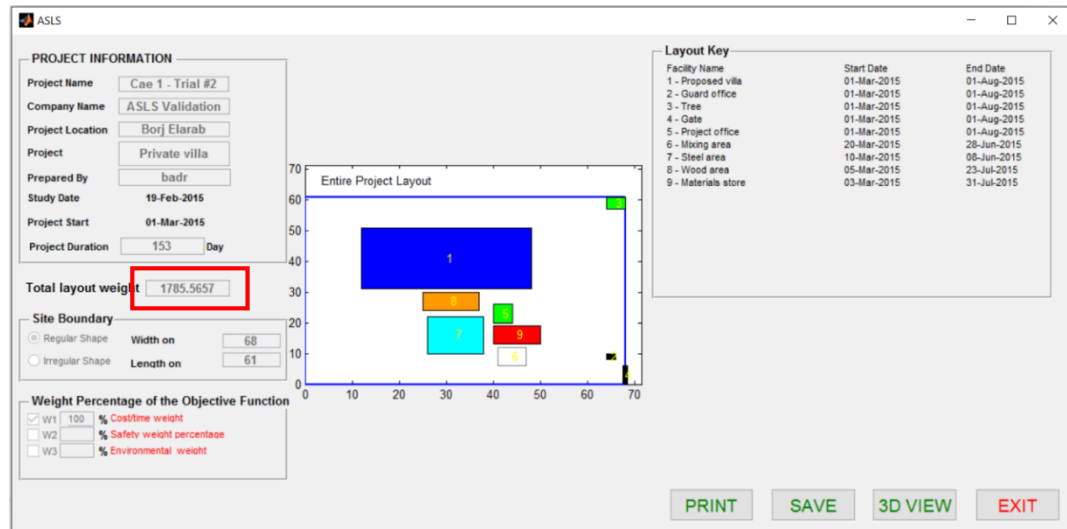 ASLS
PROJECT INFORMATION
Project Name Cae 1 - Trial #2
Company Name ASLS Validation
Project Location Borj Elarab
Project Private villa
Prepared By badr
Study Date 19-Feb-2015
Project Start 01-Mar-2015
Project Duration 153 Day
Total layout weight 1785.5657
Site Boundary
Regular Shape Width on 68
Irregular Shape Length on 61
Weight Percentage of the Objective Function
W1 100 % Cost/time weight
W2 % Safety weight percentage
W3 % Environmental weight
Entire Project Layout
70
60
50
40
30
20
10
0
0 10 20 30 40 50 60 70
3
1
8
5
7
9
6
4
Layout Key
Facility Name Start Date End Date
1 - Proposed villa 01-Mar-2015 01-Aug-2015
2 - Guard office 01-Mar-2015 01-Aug-2015
3 - Tree 01-Mar-2015 01-Aug-2015
4 - Gate 01-Mar-2015 01-Aug-2015
5 - Project office 01-Mar-2015 01-Aug-2015
6 - Mixing area 20-Mar-2015 28-Jun-2015
7 - Steel area 10-Mar-2015 08-Jun-2015
8 - Wood area 05-Mar-2015 23-Jul-2015
9 - Materials store 03-Mar-2015 31-Jul-2015
PRINT SAVE 3D VIEW EXIT